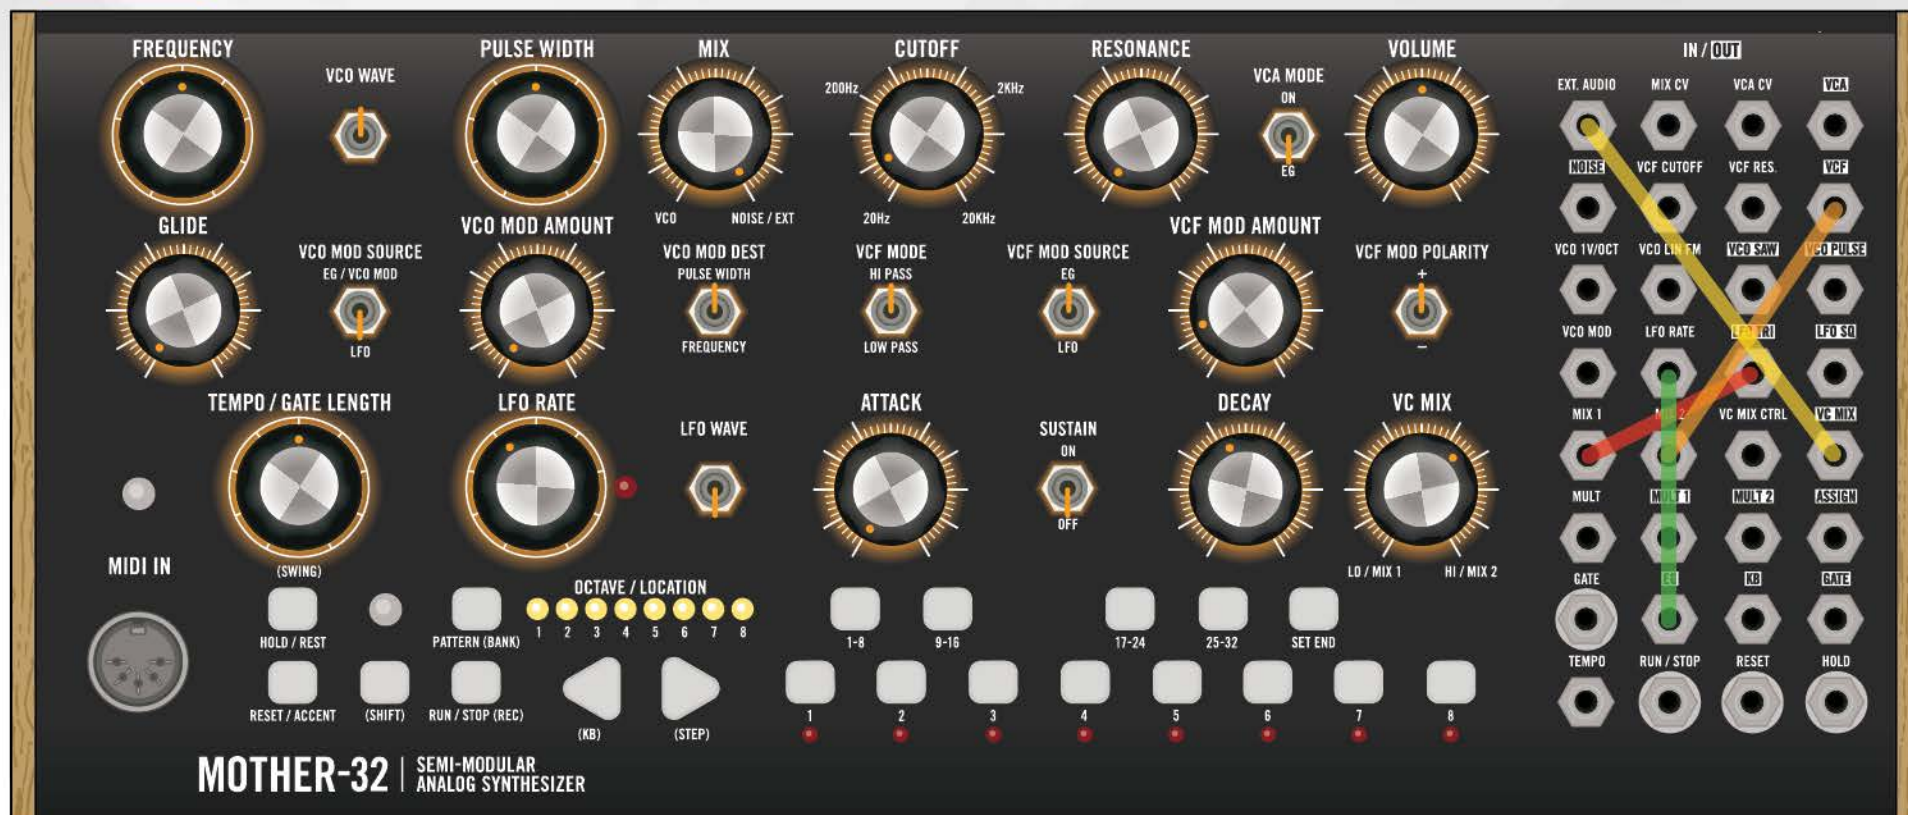 FREQUENCY
VCO WAVE
PULSE WIDTH
MIX
VCO
NOISE / EXT
CUTOFF
200Hz
2KHz
20Hz
20KHz
RESONANCE
VCA MODE
ON
EG
VOLUME
GLIDE
VCO MOD SOURCE
EG / VCO MOD
LFO
VCO MOD AMOUNT
VCO MOD DEST
PULSE WIDTH
FREQUENCY
VCF MODE
HI PASS
LOW PASS
VCF MOD SOURCE
EG
LFO
VCF MOD AMOUNT
VCF MOD POLARITY
+
–
TEMPO / GATE LENGTH
(SWING)
LFO RATE
LFO WAVE
ATTACK
SUSTAIN
ON
OFF
DECAY
VC MIX
LO / MIX 1
HI / MIX 2
MIDI IN
HOLD / REST
PATTERN (BANK)
OCTAVE / LOCATION
1 2 3 4 5 6 7 8
1-8
9-16
17-24
25-32
SET END
RESET / ACCENT
(SHIFT)
RUN / STOP (REC)
(KB)
(STEP)
1 2 3 4 5 6 7 8
MOTHER-32
SEMI-MODULAR
ANALOG SYNTHESIZER
IN / OUT
EXT. AUDIO MIX CV VCA CV VCA
NOISE VCF CUTOFF VCF RES. VCF
VCO 1V/OCT VCO LIN FM VCO SAW VCO PULSE
VCO MOD LFO RATE LFO TRI LFO SQ
MIX 1 MIX 2 VC MIX CTRL VC MIX
MULT MULT 1 MULT 2 ASSIGN
GATE EG KB GATE
TEMPO RUN / STOP RESET HOLD